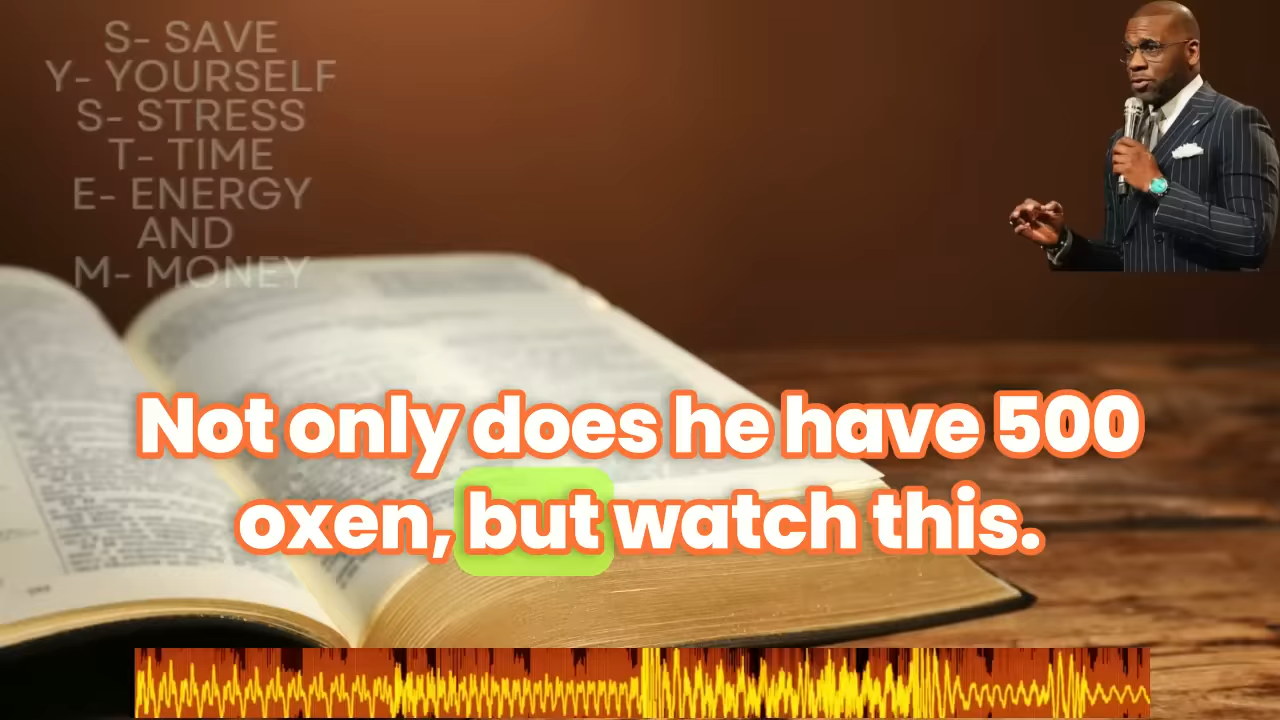 S- SAVE
Y- YOURSELF
S- STRESS
T- TIME
E- ENERGY
AND
M- MONEY
Not only does he have 500
oxen, but watch this.